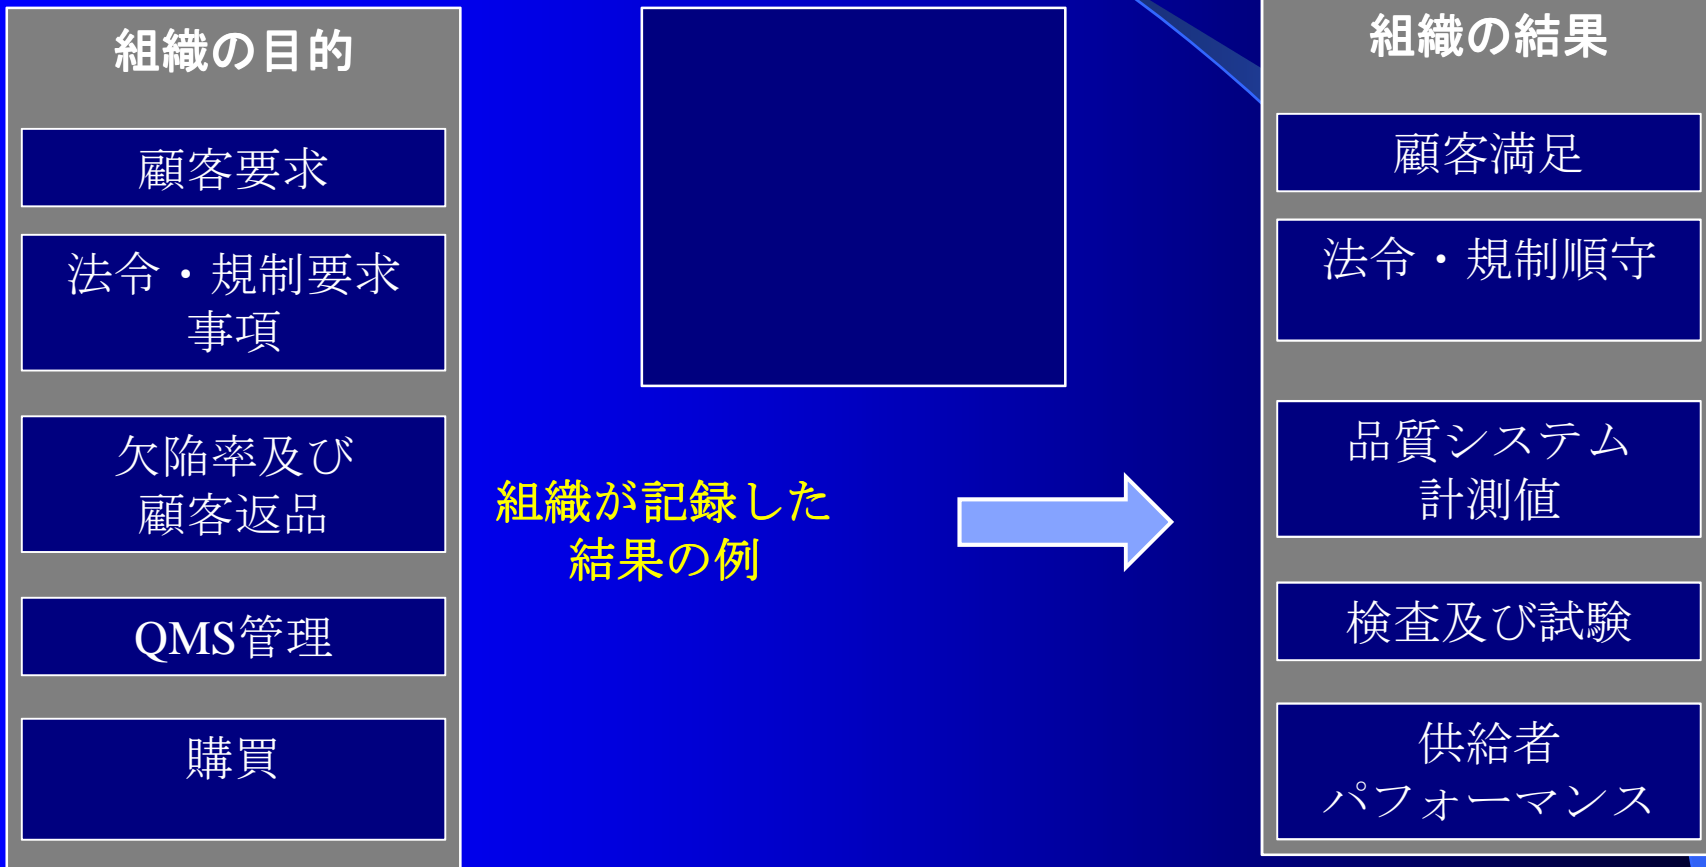 組織の目的
顧客要求
法令・規制要求
事項
欠陥率及び
顧客返品
QMS管理
購買
組織が記録した
結果の例
組織の結果
顧客満足
法令・規制順守
品質システム
計測値
検査及び試験
供給者
パフォーマンス